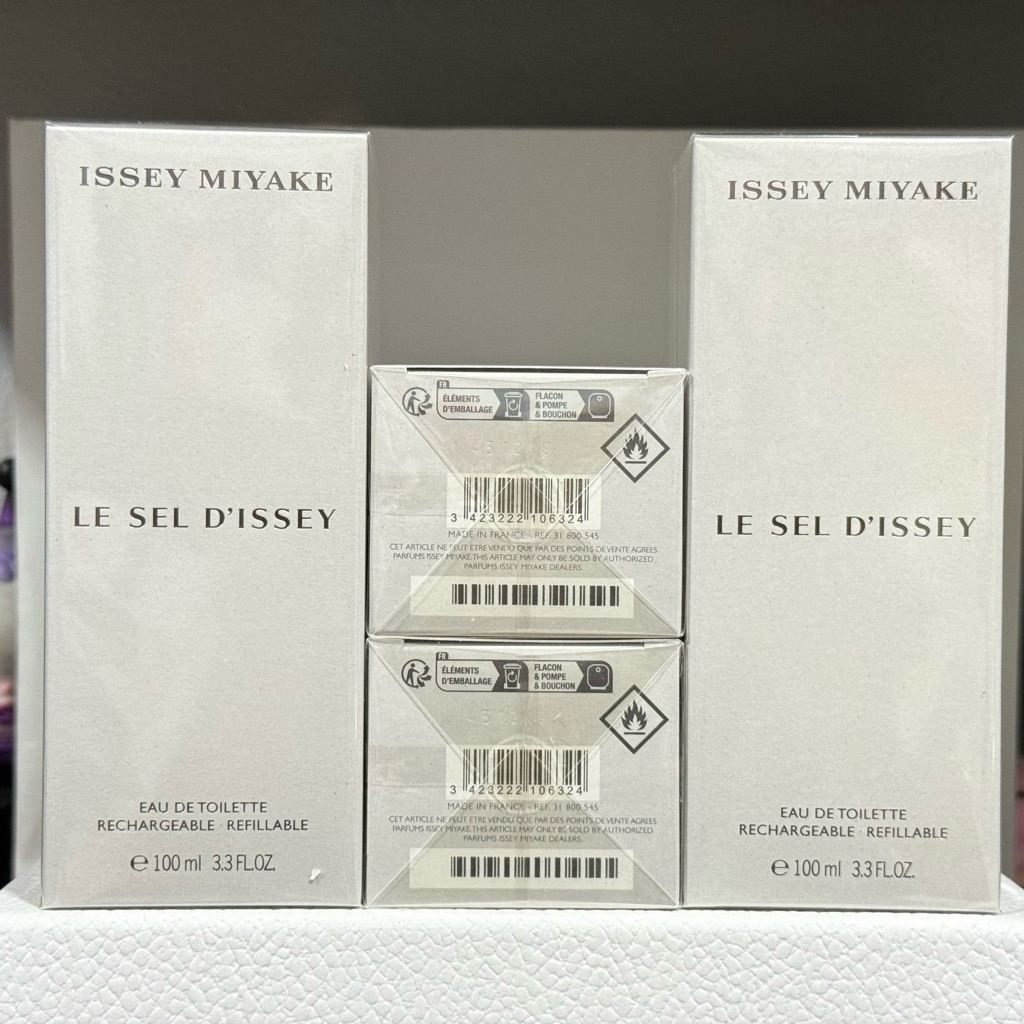 ISSEY MIYAKE
LE SEL D'ISSEY
EAU DE TOILETTE
RECHARGEABLE · REFILLABLE
e 100 ml 3.3 FL.OZ.
FR
ÉLÉMENTS
D'EMBALLAGE
FLACON
& POMPE
& BOUCHON
3 423222 106324
MADE IN FRANCE - REF. 31 800 545
CET ARTICLE NE PEUT ETRE VENDU QUE PAR DES POINTS DE VENTE AGREES
PARFUMS ISSEY MIYAKE. THIS ARTICLE MAY ONLY BE SOLD BY AUTHORIZED
PARFUMS ISSEY MIYAKE DEALERS.
FR
ÉLÉMENTS
D'EMBALLAGE
FLACON
& POMPE
& BOUCHON
3 423222 106324
MADE IN FRANCE - REF. 31 800 545
CET ARTICLE NE PEUT ETRE VENDU QUE PAR DES POINTS DE VENTE AGREES
PARFUMS ISSEY MIYAKE. THIS ARTICLE MAY ONLY BE SOLD BY AUTHORIZED
PARFUMS ISSEY MIYAKE DEALERS.
ISSEY MIYAKE
LE SEL D'ISSEY
EAU DE TOILETTE
RECHARGEABLE · REFILLABLE
e 100 ml 3.3 FL.OZ.